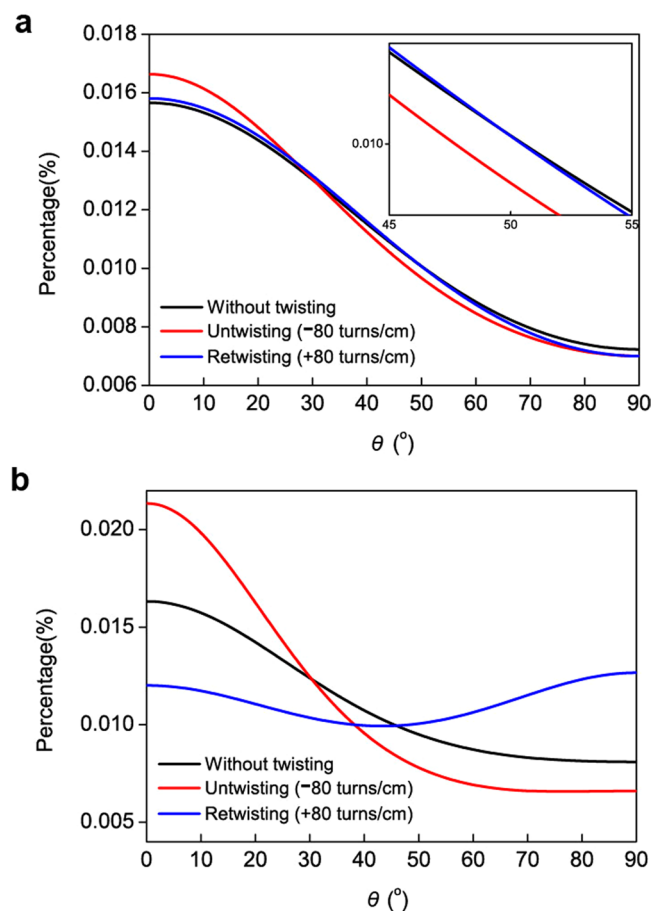 a
0.018
0.016
0.014
0.012
0.010
0.008
0.006
Percentage(%)
0.010
45 50 55
Without twisting
Untwisting (−80 turns/cm)
Retwisting (+80 turns/cm)
0 10 20 30 40 50 60 70 80 90
θ (°)
b
0.020
0.015
0.010
0.005
Percentage(%)
Without twisting
Untwisting (−80 turns/cm)
Retwisting (+80 turns/cm)
0 10 20 30 40 50 60 70 80 90
θ (°)